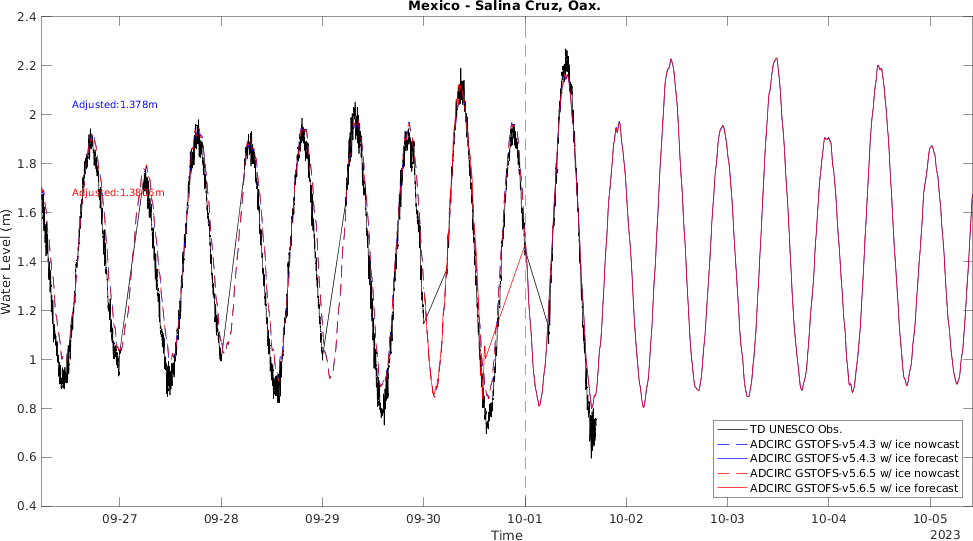 Mexico - Salina Cruz, Oax.
Water Level (m)
2.4
2.2
2
1.8
1.6
1.4
1.2
1
0.8
0.6
0.4
Adjusted:1.378m
TD UNESCO Obs.
ADCIRC GSTOFS-v5.4.3 w/ ice nowcast
ADCIRC GSTOFS-v5.4.3 w/ ice forecast
ADCIRC GSTOFS-v5.6.5 w/ ice nowcast
ADCIRC GSTOFS-v5.6.5 w/ ice forecast
09-27
09-28
09-29
09-30
10-01
10-02
10-03
10-04
10-05
Time
2023